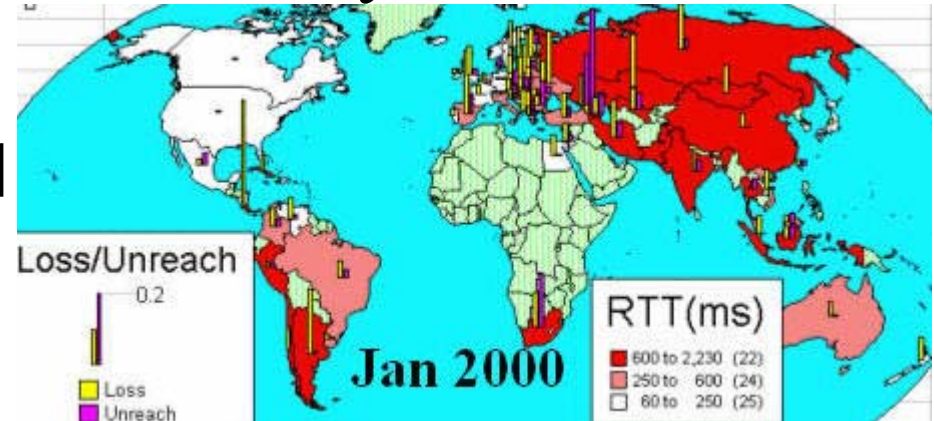 Loss/Unreach
0.2
Loss
Unreach
Jan 2000
RTT(ms)
600 to 2,230 (22)
250 to 600 (24)
60 to 250 (25)